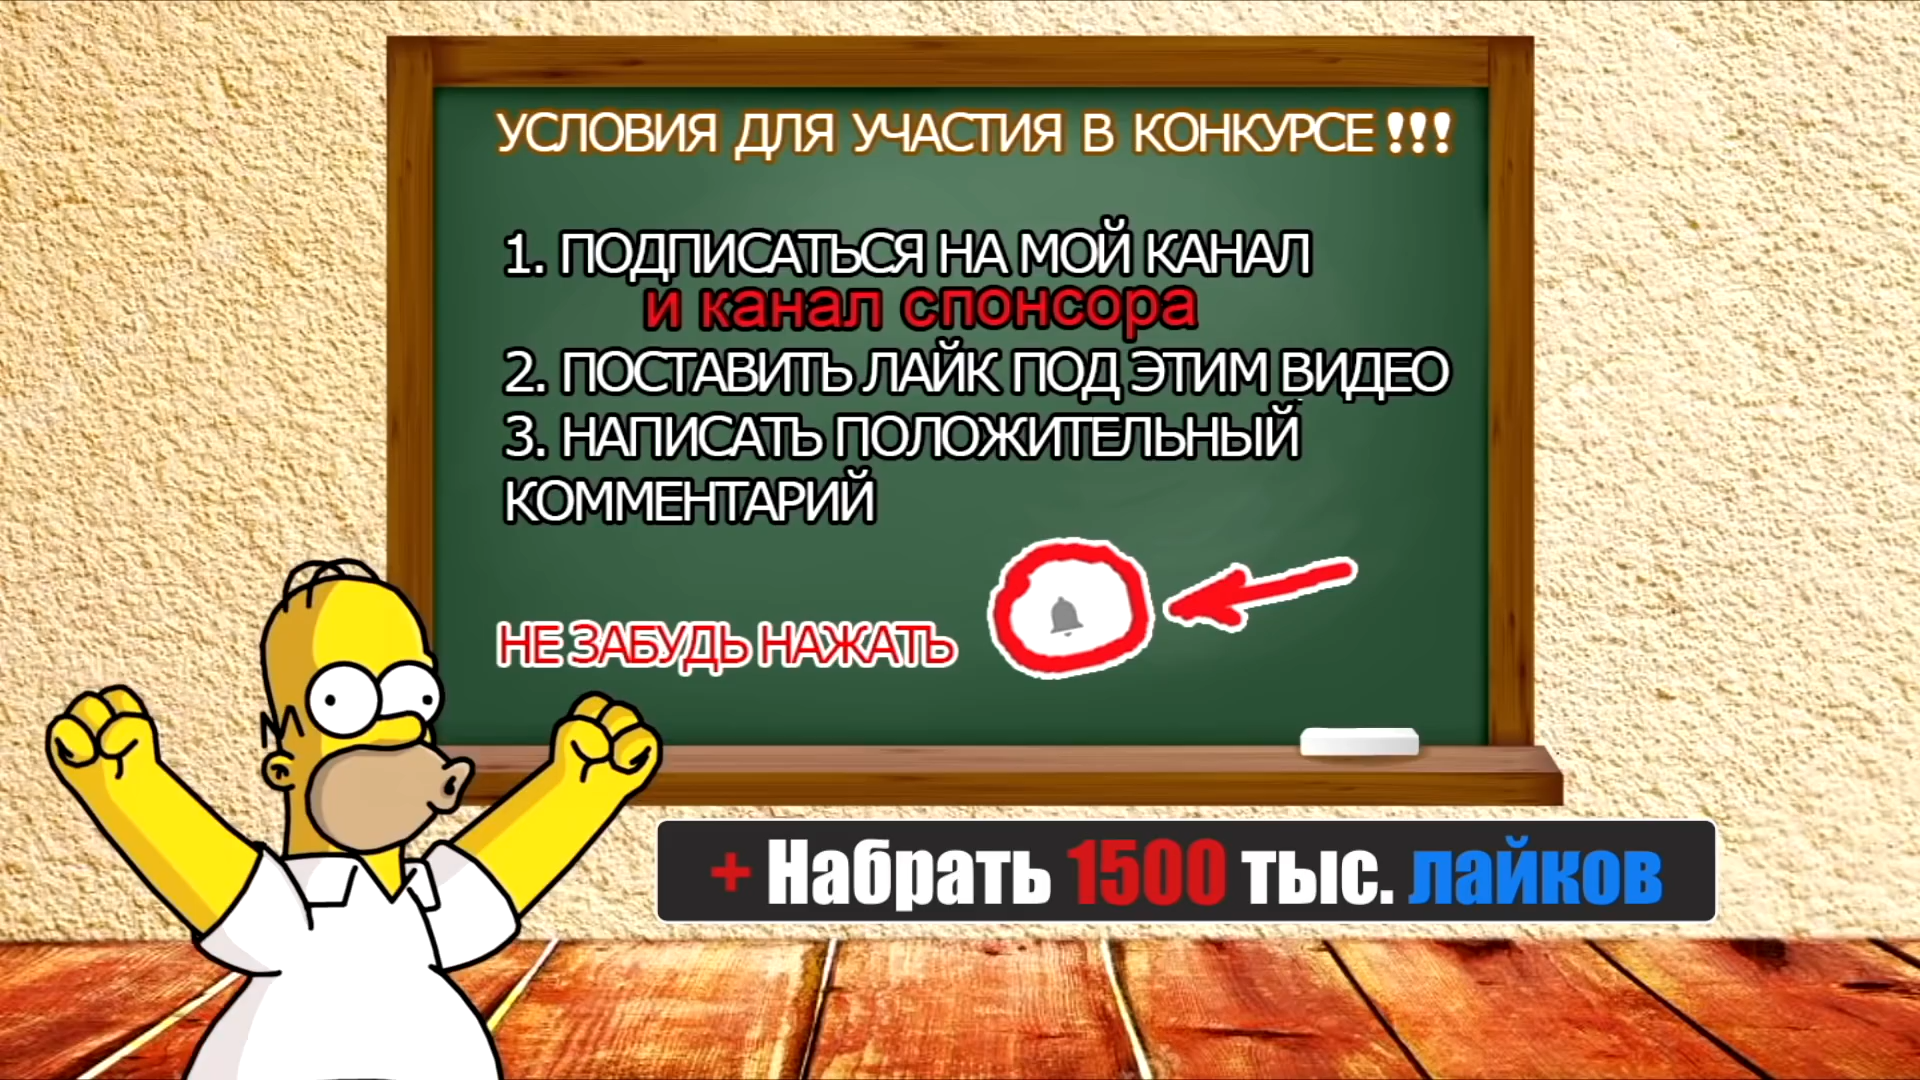 УСЛОВИЯ ДЛЯ УЧАСТИЯ В КОНКУРСЕ!!!
1. ПОДПИСАТЬСЯ НА МОЙ КАНАЛ
и канал спонсора
2. ПОСТАВИТЬ ЛАЙК ПОД ЭТИМ ВИДЕО
3. НАПИСАТЬ ПОЛОЖИТЕЛЬНЫЙ
КОММЕНТАРИЙ
НЕ ЗАБУДЬ НАЖАТЬ
+ Набрать 1500 тыс. лайков